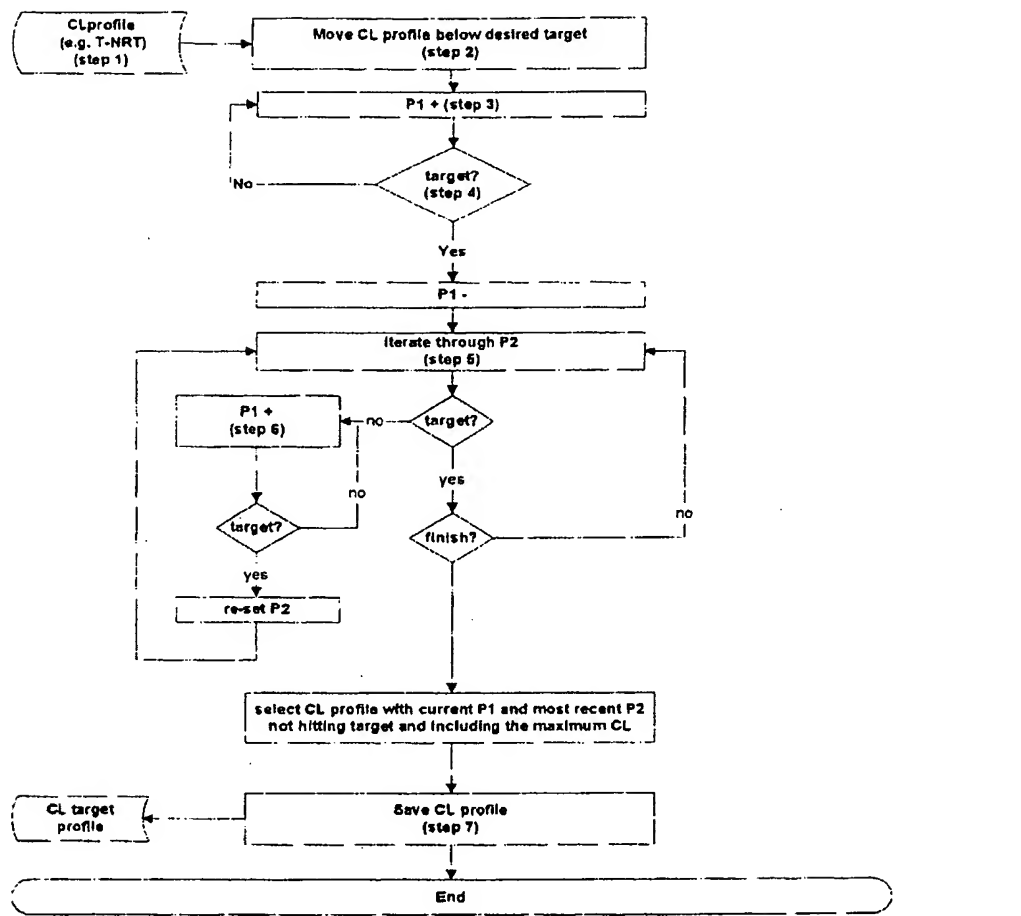 CLprofile
(e.g. T-NRT)
(step 1)
Move CL profile below desired target
(step 2)
P1 + (step 3)
target?
(step 4)
No
Yes
P1 -
Iterate through P2
(step 5)
P1 +
(step 6)
no
target?
yes
no
target?
finish?
no
yes
re-set P2
select CL profile with current P1 and most recent P2
not hitting target and including the maximum CL
CL target
profile
Save CL profile
(step 7)
End